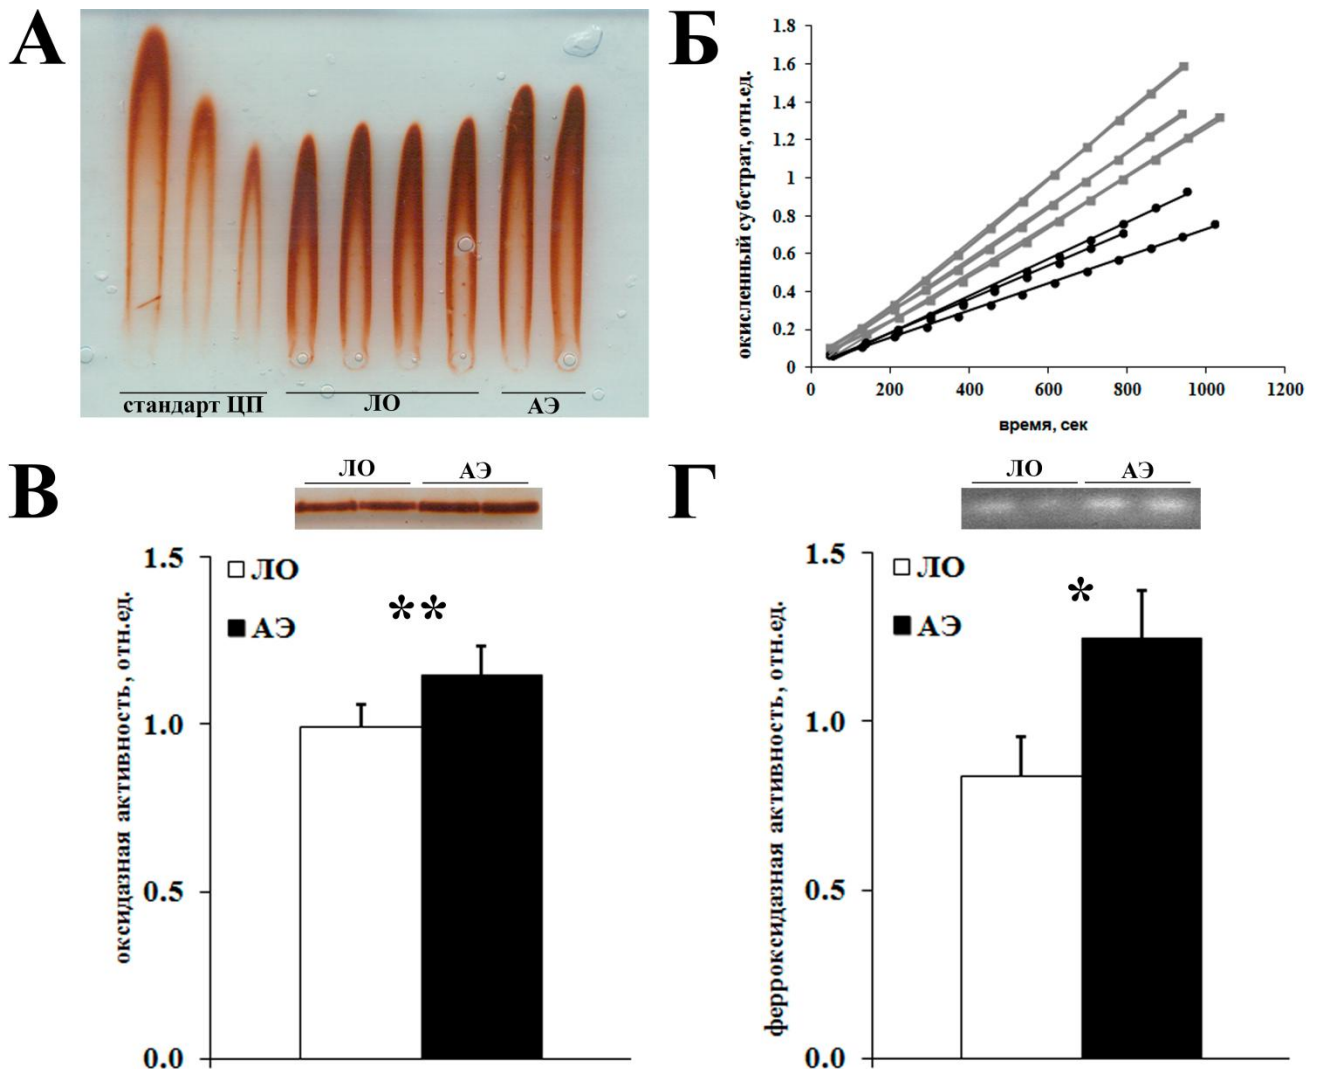 А
стандарт ЦП
ЛО
АЭ
Б
окисленный субстрат, отн.ед.
1.8
1.6
1.4
1.2
1
0.8
0.6
0.4
0.2
0
0
200
400
600
800
1000
1200
время, сек
В
ЛО
АЭ
оксидазная активность, отн.ед.
1.5
1.0
0.5
0.0
ЛО
АЭ
**
Г
ЛО
АЭ
ферроксидазная активность, отн.ед.
1.5
1.0
0.5
0.0
ЛО
АЭ
*